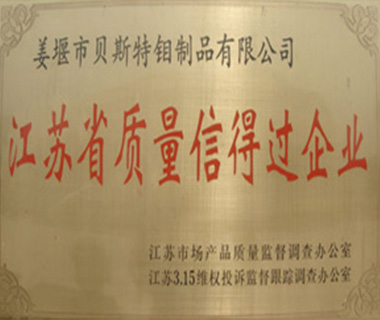 姜堰市贝斯特钼制品有限公司
江苏省质量信得过企业
江苏市场产品质量监督调查办公室
江苏3.15维权投诉监督跟踪调查办公室